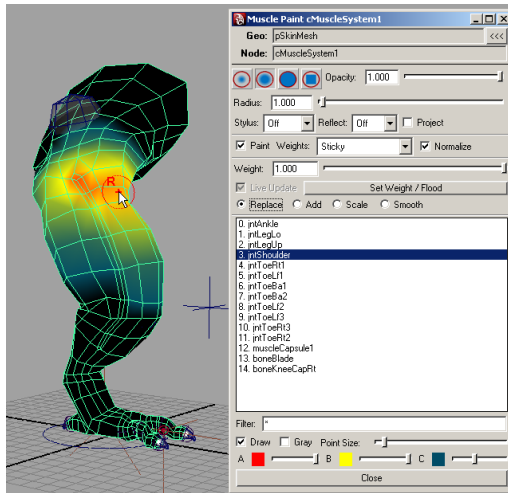 Muscle Paint cMuscleSystem1
Geo: pSkinMesh <<<
Node: cMuscleSystem1
Opacity: 1.000
Radius: 1.000
Stylus: Off Reflect: Off Project
Paint Weights: Sticky Normalize
Weight: 1.000
Live Update Set Weight / Flood
Replace Add Scale Smooth
0. jntAnkle
1. jntLegLo
2. jntLegUp
3. jntShoulder
4. jntToeRt1
5. jntToeLf1
6. jntToeBa1
7. jntToeBa2
8. jntToeLf2
9. jntToeLf3
10. jntToeRt3
11. jntToeRt2
12. muscleCapsule1
13. boneBlade
14. boneKneeCapRt
R
Filter: *
Draw Gray Point Size:
A B C
Close